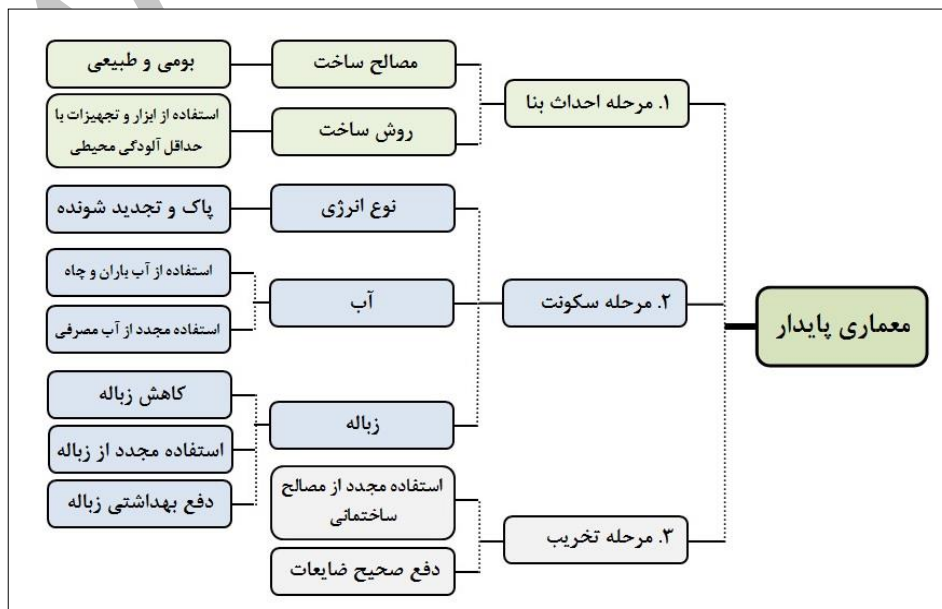 معماری پایدار
۱. مرحله احداث بنا
مصالح ساخت
بومی و طبیعی
روش ساخت
استفاده از ابزار و تجهیزات با
حداقل آلودگی محیطی
۲. مرحله سکونت
نوع انرژی
پاک و تجدید شونده
آب
استفاده از آب باران و چاه
استفاده مجدد از آب مصرفی
زباله
کاهش زباله
استفاده مجدد از زباله
دفع بهداشتی زباله
۳. مرحله تخریب
استفاده مجدد از مصالح
ساختمانی
دفع صحیح ضایعات